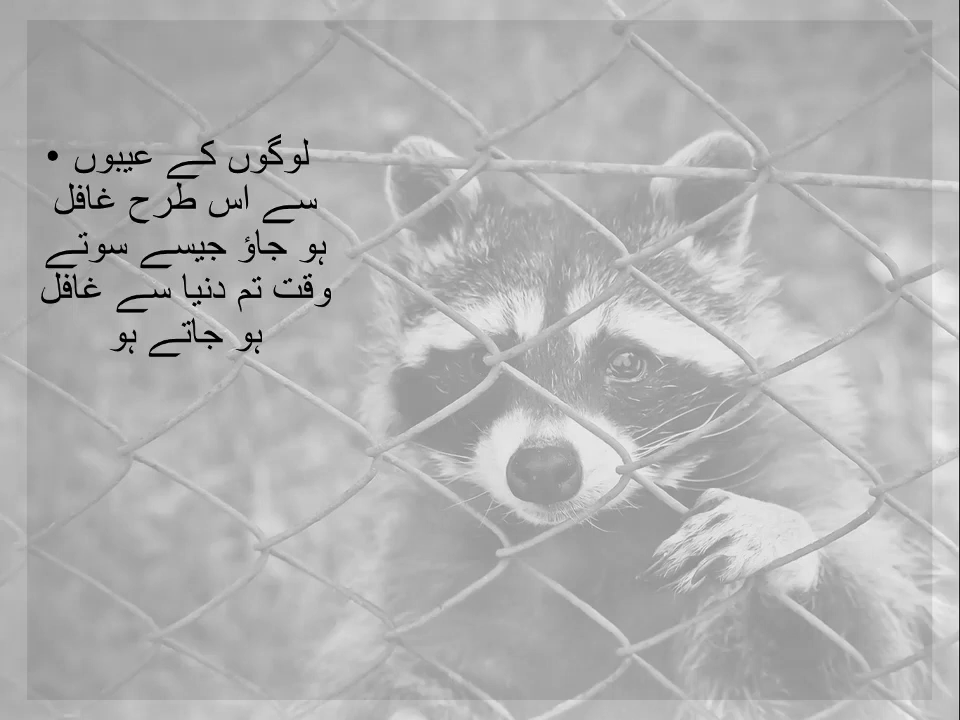 • لوگوں کے عیبوں
سے اس طرح غافل
ہو جاؤ جیسے سوتے
وقت تم دنیا سے غافل
ہو جاتے ہو